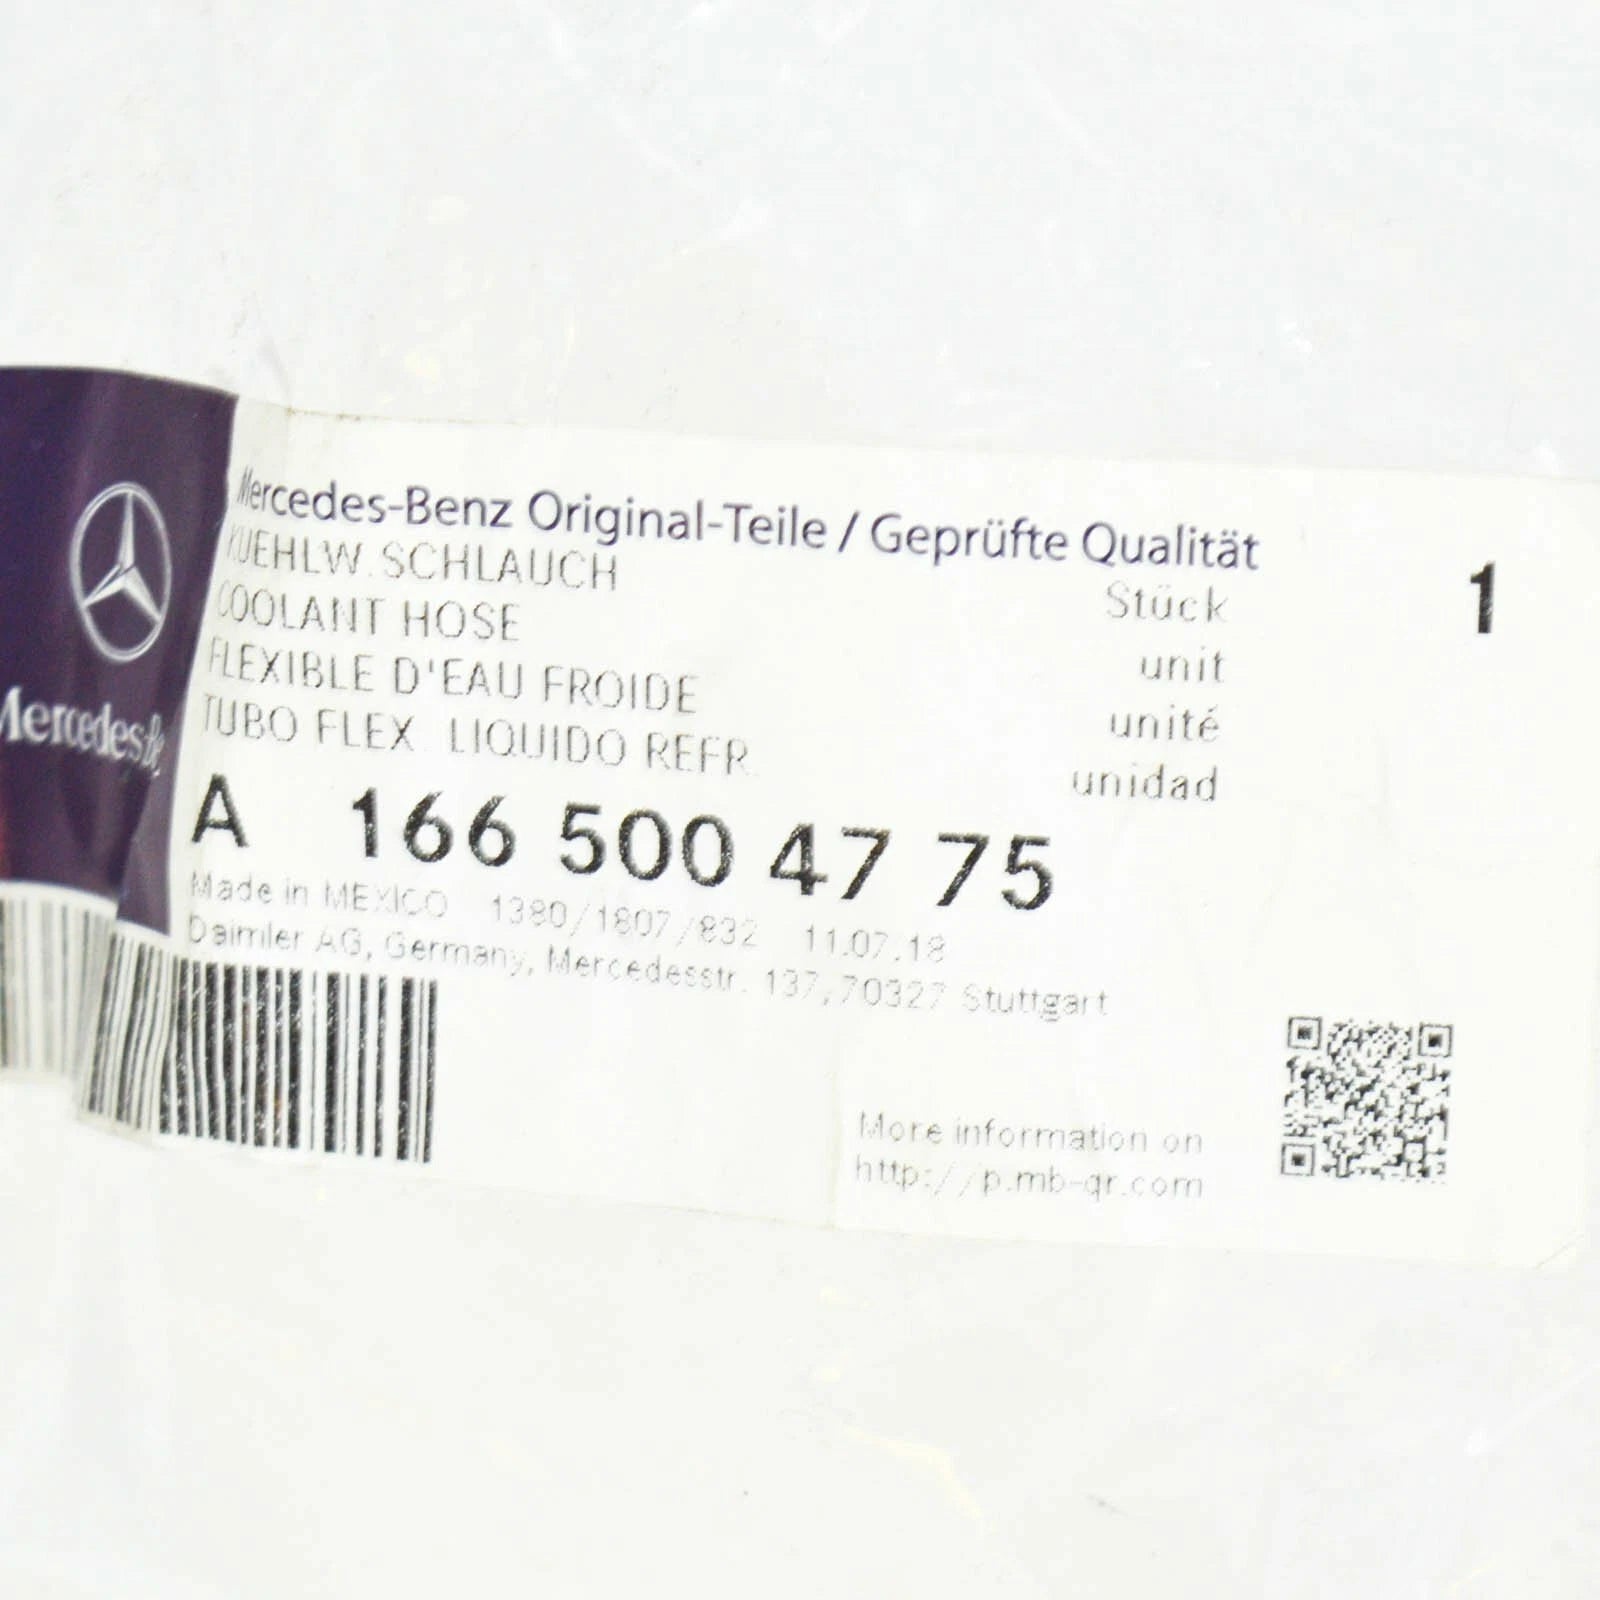 Mercedes-Benz Original-Teile / Geprüfte Qualität
KUEHLW.SCHLAUCH
COOLANT HOSE
FLEXIBLE D'EAU FROIDE
TUBO FLEX. LIQUIDO REFR.
Stück
unit
unité
unidad
1
Mercedes-Be
A 166 500 47 75
Made in MEXICO 1380/1807/832 11.07.18
Daimler AG, Germany, Mercedesstr. 137, 70327 Stuttgart
More information on
http://p.mb-qr.com